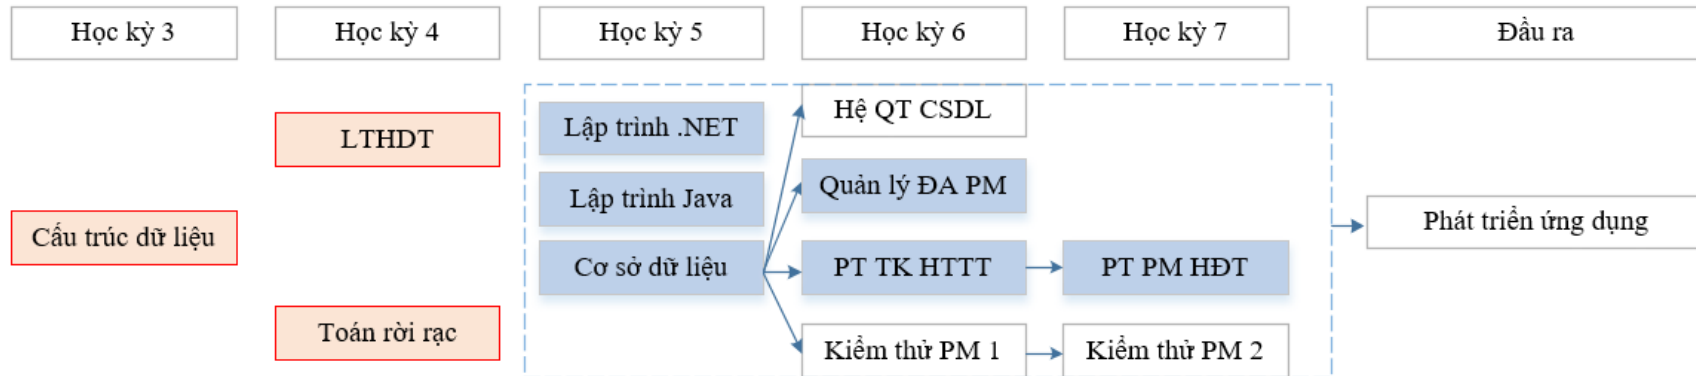 Học kỳ 3
Học kỳ 4
Học kỳ 5
Học kỳ 6
Học kỳ 7
Đầu ra
Hệ QT CSDL
LTHDT
Lập trình .NET
Quản lý ĐA PM
Lập trình Java
Cấu trúc dữ liệu
Phát triển ứng dụng
Cơ sở dữ liệu
PT TK HTTT
PT PM HĐT
Toán rời rạc
Kiểm thử PM 1
Kiểm thử PM 2